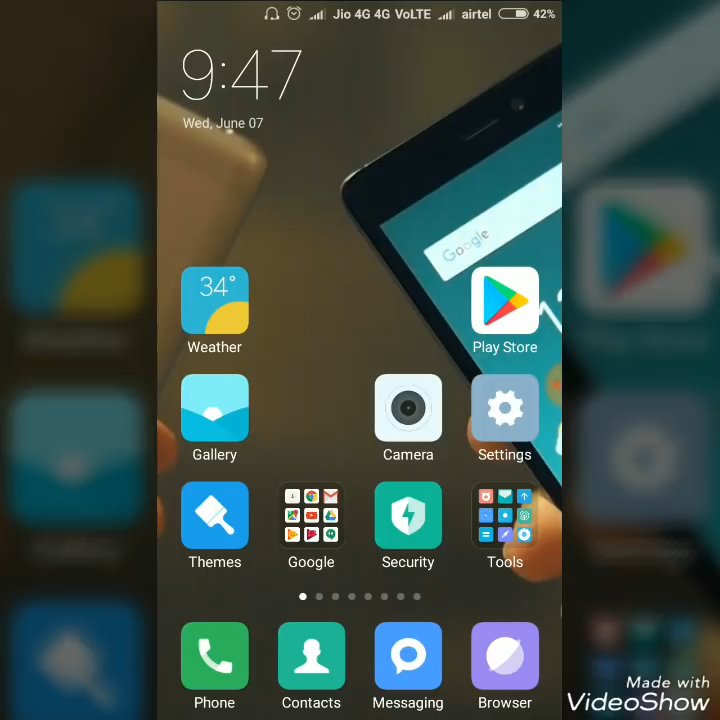 Jio 4G 4G VoLTE airtel 42%
9:47
Wed, June 07
Google
34°
Weather Play Store
Gallery Camera Settings
Themes Google Security Tools
Phone Contacts Messaging Browser
Made with
VideoShow